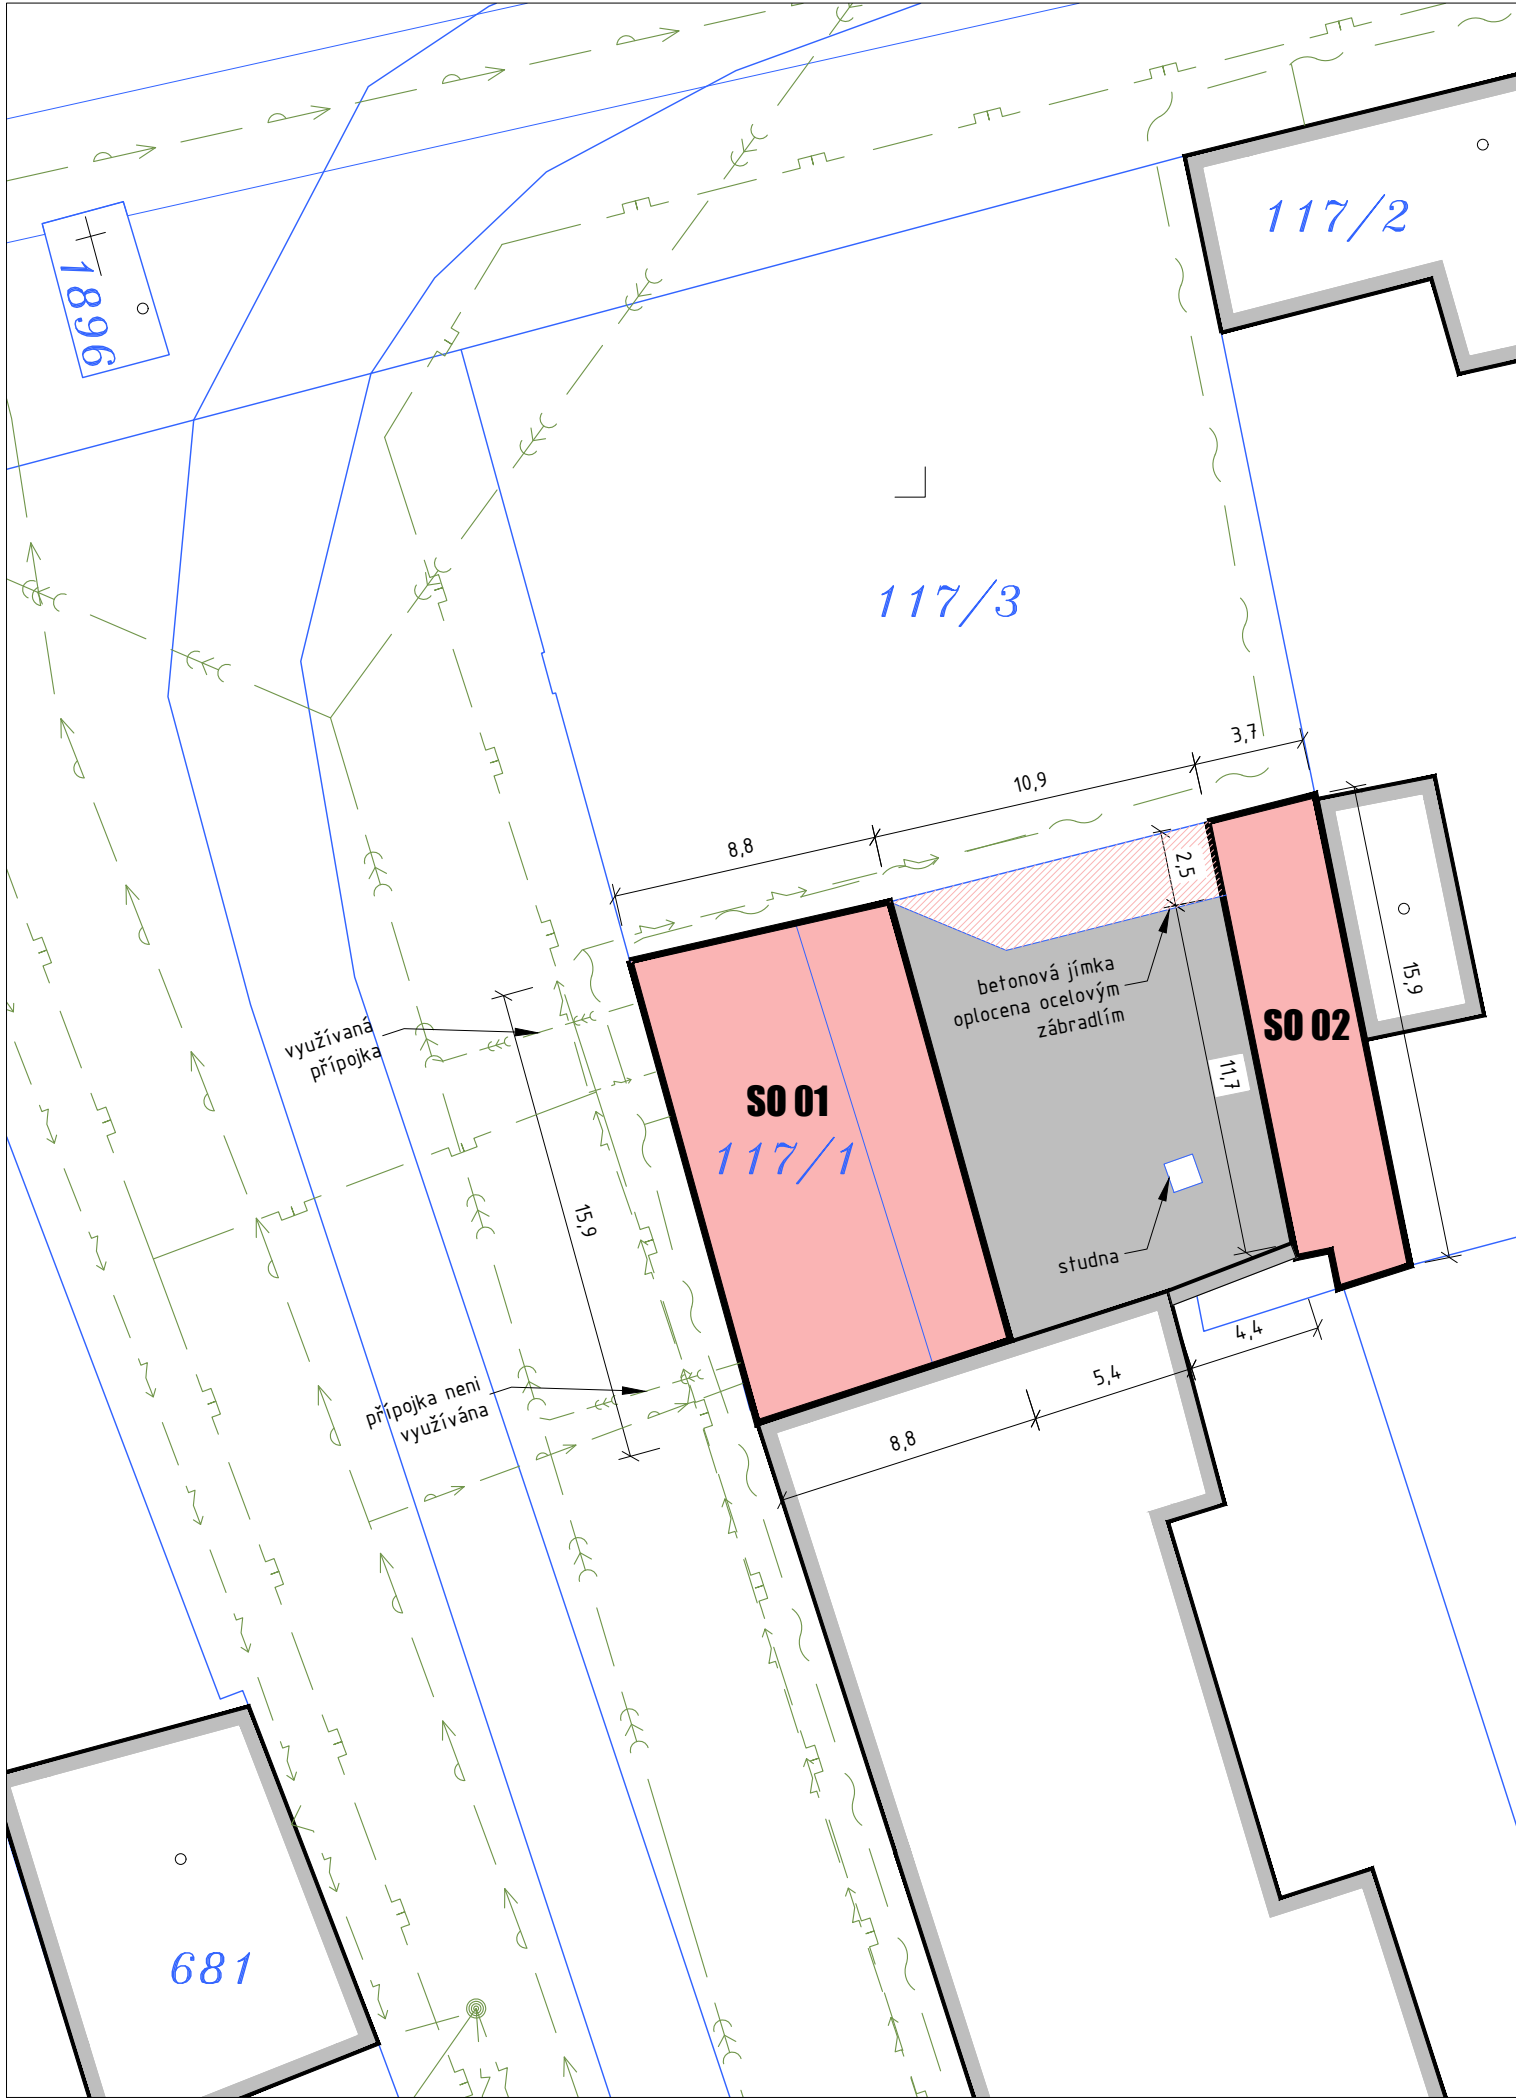 117/2
1896
117/3
3,7
10,9
8,8
2,5
betonová jímka
oplocena ocelovým
zábradlím
15,9
využívaná
přípojka
SO 02
11,7
SO 01
117/1
15,9
studna
4,4
5,4
přípojka neni
využívána
8,8
681